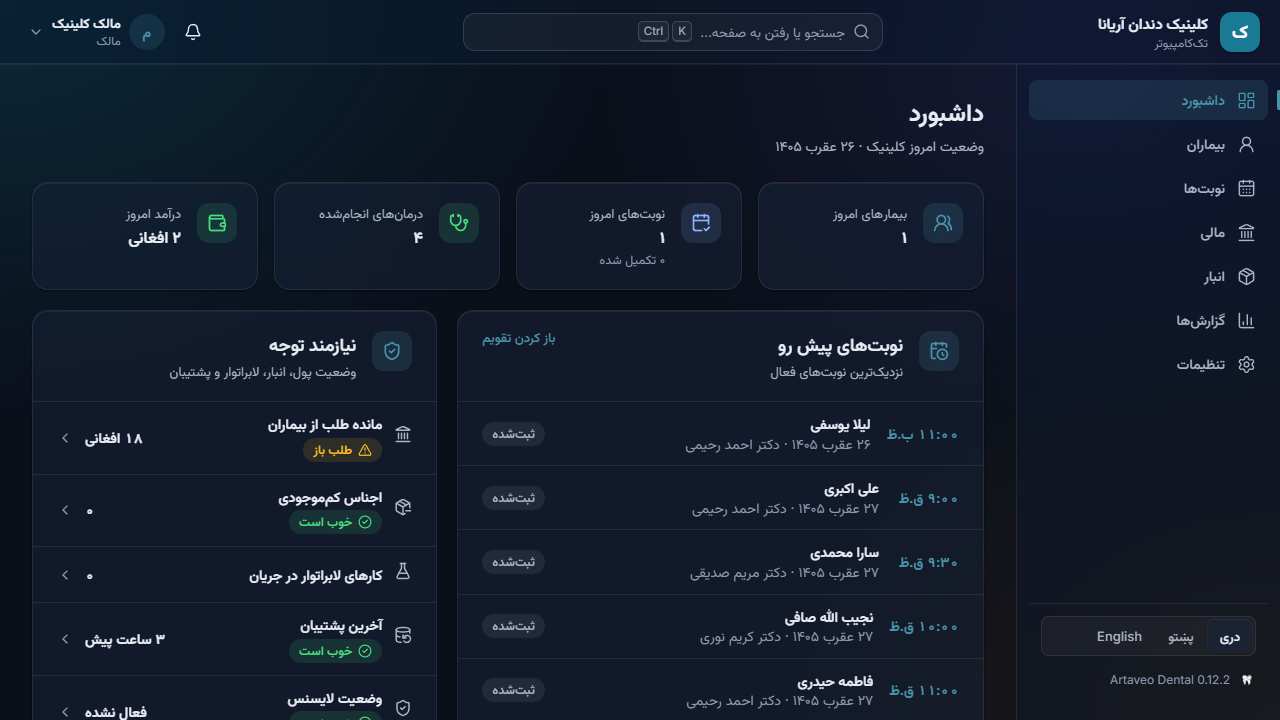 کلینیک دندان آریانا
تک‌کامپیوتر
ک
جستجو یا رفتن به صفحه...
Ctrl K
مالک کلینیک
مالک
م
داشبورد
بیماران
نوبت‌ها
مالی
انبار
گزارش‌ها
تنظیمات
دری
پښتو
English
Artaveo Dental 0.12.2
داشبورد
وضعیت امروز کلینیک · ۲۶ عقرب ۱۴۰۵
بیمارهای امروز
۱
نوبت‌های امروز
۱
۰ تکمیل شده
درمان‌های انجام‌شده
۴
درآمد امروز
۲ افغانی
نوبت‌های پیش رو
نزدیک‌ترین نوبت‌های فعال
باز کردن تقویم
۱۱:۰۰ ب.ظ
لیلا یوسفی
۲۶ عقرب ۱۴۰۵ · دکتر احمد رحیمی
ثبت‌شده
۹:۰۰ ق.ظ
علی اکبری
۲۷ عقرب ۱۴۰۵ · دکتر احمد رحیمی
ثبت‌شده
۹:۳۰ ق.ظ
سارا محمدی
۲۷ عقرب ۱۴۰۵ · دکتر مریم صدیقی
ثبت‌شده
۱۰:۰۰ ق.ظ
نجیب الله صافی
۲۷ عقرب ۱۴۰۵ · دکتر کریم نوری
ثبت‌شده
۱۱:۰۰ ق.ظ
فاطمه حیدری
۲۷ عقرب ۱۴۰۵ · دکتر احمد رحیمی
ثبت‌شده
نیازمند توجه
وضعیت پول، انبار، لابراتوار و پشتیبان
مانده طلب از بیماران
طلب باز
۱۸ افغانی
اجناس کم‌موجودی
خوب است
۰
کارهای لابراتوار در جریان
۰
آخرین پشتیبان
خوب است
۳ ساعت پیش
وضعیت لایسنس
فعال نشده